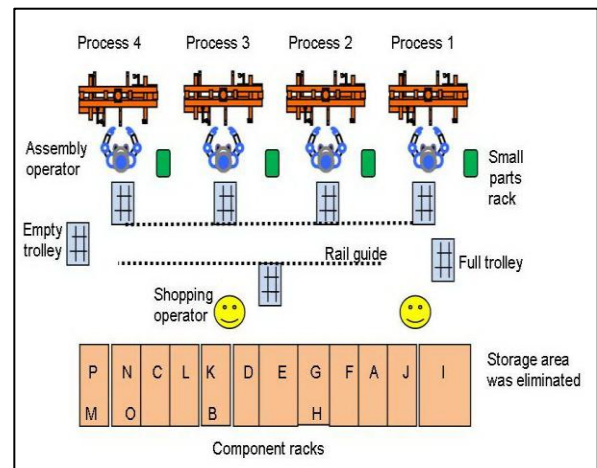 Process 4 Process 3 Process 2 Process 1
Assembly
operator
Small
parts
rack
Empty
trolley
Rail guide
Full trolley
Shopping
operator
P N C L K D E G F A J I
M O B H
Storage area
was eliminated
Component racks